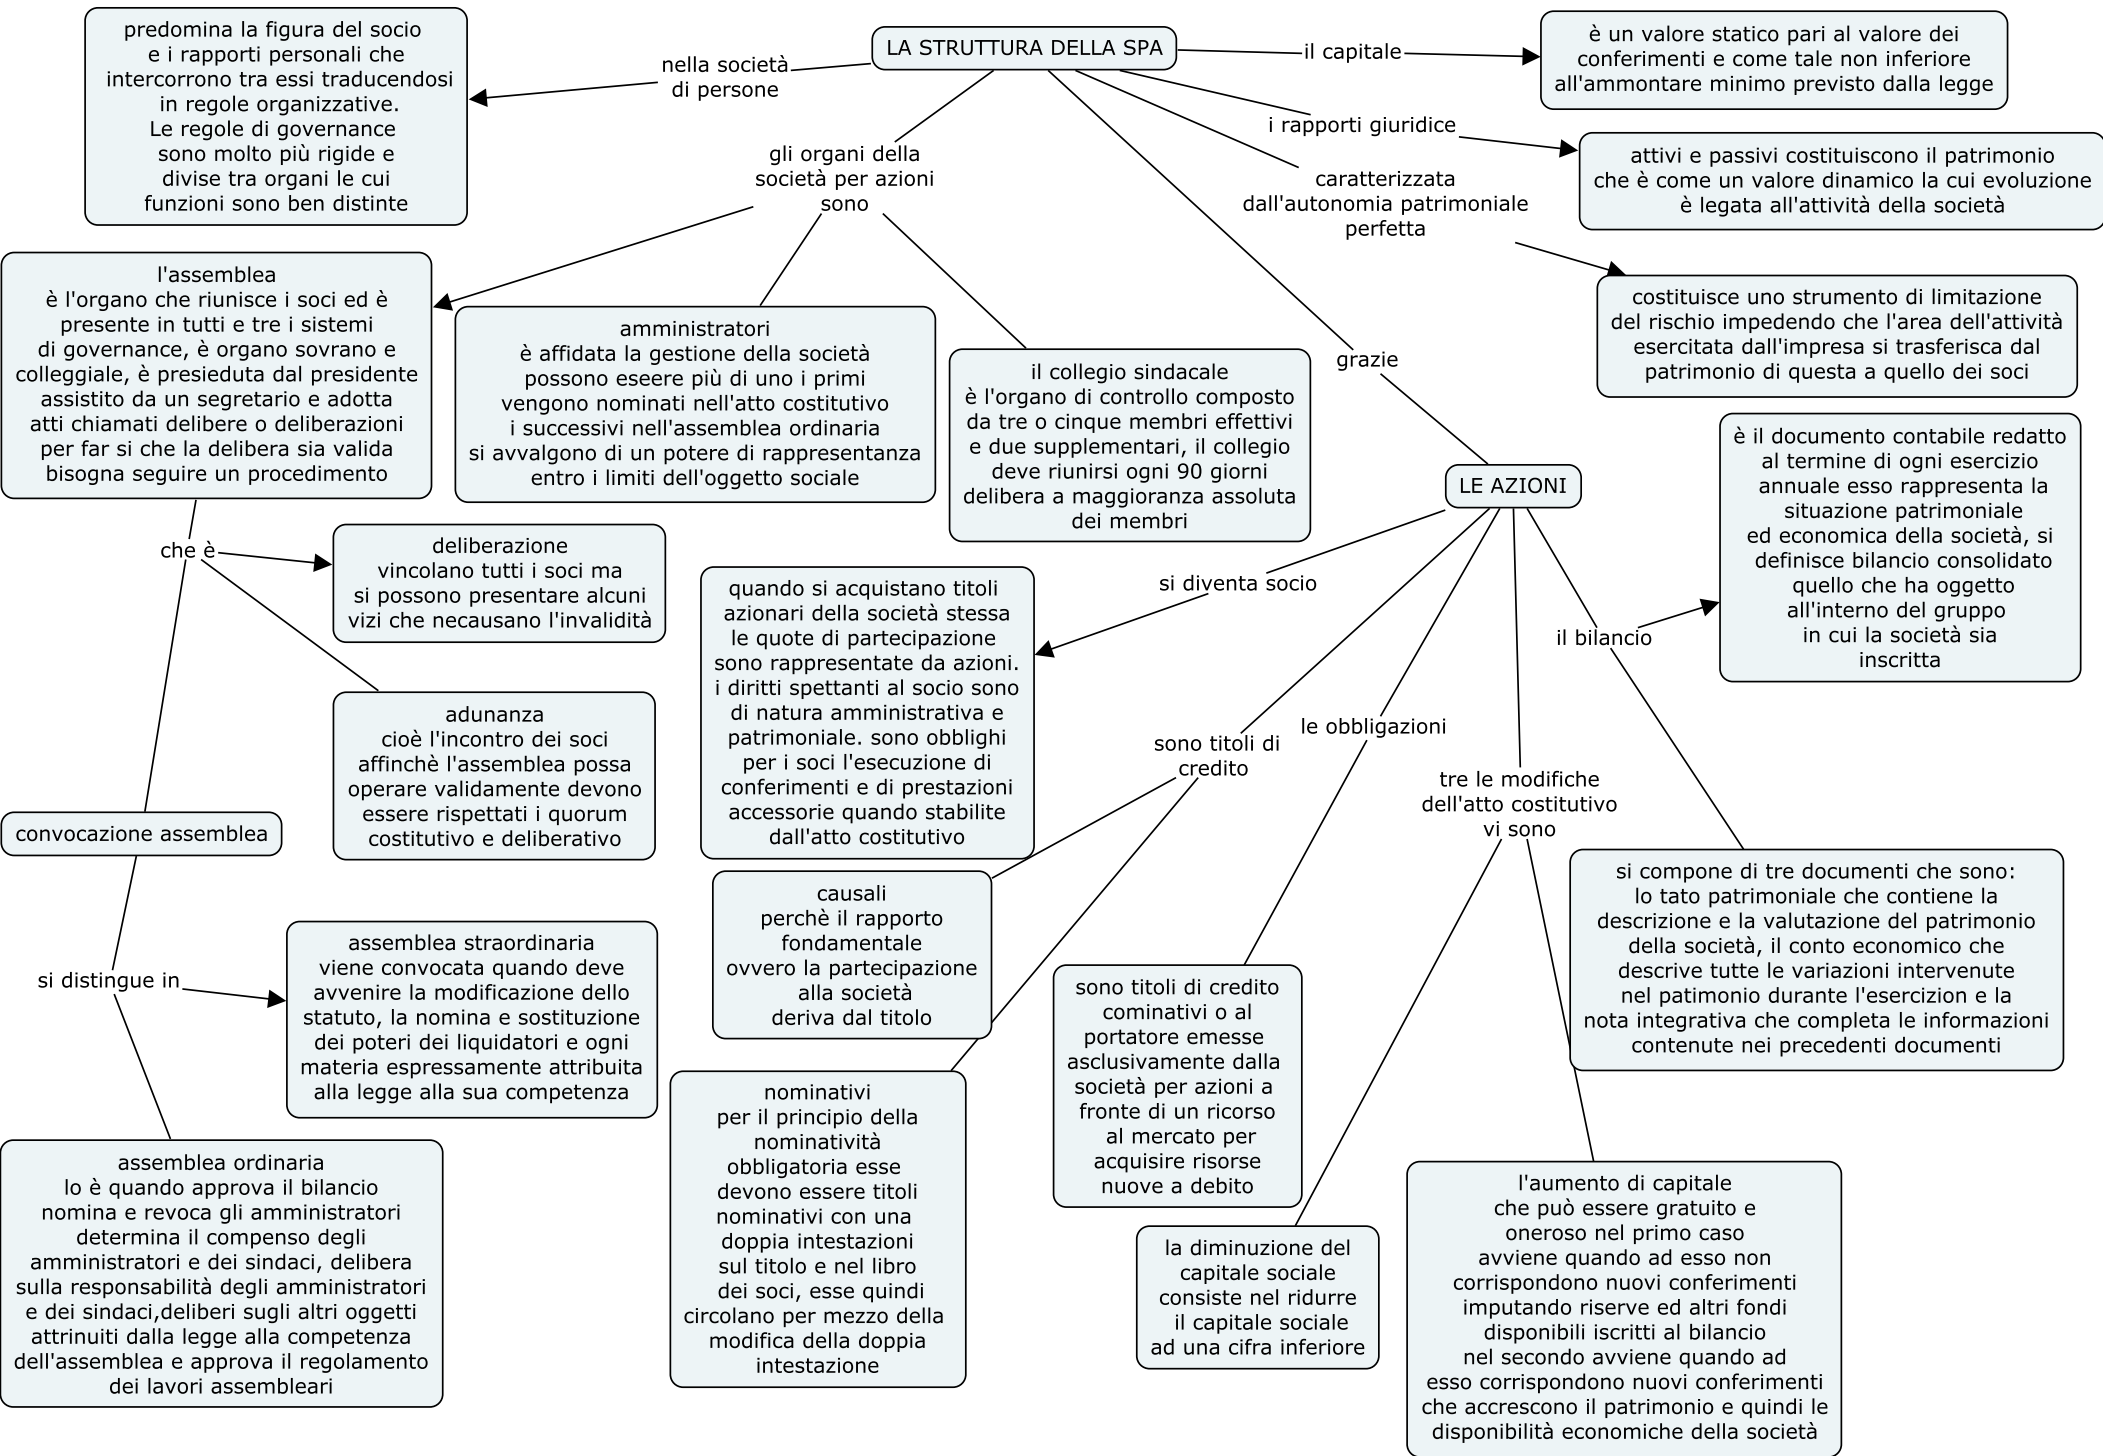 LA STRUTTURA DELLA SPA
nella società
di persone
predomina la figura del socio
e i rapporti personali che
intercorrono tra essi traducendosi
in regole organizzative.
Le regole di governance
sono molto più rigide e
divise tra organi le cui
funzioni sono ben distinte
il capitale
è un valore statico pari al valore dei
conferimenti e come tale non inferiore
all'ammontare minimo previsto dalla legge
i rapporti giuridice
attivi e passivi costituiscono il patrimonio
che è come un valore dinamico la cui evoluzione
è legata all'attività della società
caratterizzata
dall'autonomia patrimoniale
perfetta
costituisce uno strumento di limitazione
del rischio impedendo che l'area dell'attività
esercitata dall'impresa si trasferisca dal
patrimonio di questa a quello dei soci
gli organi della
società per azioni
sono
l'assemblea
è l'organo che riunisce i soci ed è
presente in tutti e tre i sistemi
di governance, è organo sovrano e
colleggiale, è presieduta dal presidente
assistito da un segretario e adotta
atti chiamati delibere o deliberazioni
per far si che la delibera sia valida
bisogna seguire un procedimento
amministratori
è affidata la gestione della società
possono eseere più di uno i primi
vengono nominati nell'atto costitutivo
i successivi nell'assemblea ordinaria
si avvalgono di un potere di rappresentanza
entro i limiti dell'oggetto sociale
il collegio sindacale
è l'organo di controllo composto
da tre o cinque membri effettivi
e due supplementari, il collegio
deve riunirsi ogni 90 giorni
delibera a maggioranza assoluta
dei membri
che è
deliberazione
vincolano tutti i soci ma
si possono presentare alcuni
vizi che necausano l'invalidità
adunanza
cioè l'incontro dei soci
affinchè l'assemblea possa
operare validamente devono
essere rispettati i quorum
costitutivo e deliberativo
convocazione assemblea
si distingue in
assemblea straordinaria
viene convocata quando deve
avvenire la modificazione dello
statuto, la nomina e sostituzione
dei poteri dei liquidatori e ogni
materia espressamente attribuita
alla legge alla sua competenza
assemblea ordinaria
lo è quando approva il bilancio
nomina e revoca gli amministratori
determina il compenso degli
amministratori e dei sindaci, delibera
sulla responsabilità degli amministratori
e dei sindaci,deliberi sugli altri oggetti
attrinuiti dalla legge alla competenza
dell'assemblea e approva il regolamento
dei lavori assembleari
grazie
LE AZIONI
si diventa socio
quando si acquistano titoli
azionari della società stessa
le quote di partecipazione
sono rappresentate da azioni.
i diritti spettanti al socio sono
di natura amministrativa e
patrimoniale. sono obblighi
per i soci l'esecuzione di
conferimenti e di prestazioni
accessorie quando stabilite
dall'atto costitutivo
sono titoli di
credito
causali
perchè il rapporto
fondamentale
ovvero la partecipazione
alla società
deriva dal titolo
nominativi
per il principio della
nominatività
obbligatoria esse
devono essere titoli
nominativi con una
doppia intestazioni
sul titolo e nel libro
dei soci, esse quindi
circolano per mezzo della
modifica della doppia
intestazione
le obbligazioni
sono titoli di credito
cominativi o al
portatore emesse
asclusivamente dalla
società per azioni a
fronte di un ricorso
al mercato per
acquisire risorse
nuove a debito
tre le modifiche
dell'atto costitutivo
vi sono
la diminuzione del
capitale sociale
consiste nel ridurre
il capitale sociale
ad una cifra inferiore
l'aumento di capitale
che può essere gratuito e
oneroso nel primo caso
avviene quando ad esso non
corrispondono nuovi conferimenti
imputando riserve ed altri fondi
disponibili iscritti al bilancio
nel secondo avviene quando ad
esso corrispondono nuovi conferimenti
che accrescono il patrimonio e quindi le
disponibilità economiche della società
il bilancio
è il documento contabile redatto
al termine di ogni esercizio
annuale esso rappresenta la
situazione patrimoniale
ed economica della società, si
definisce bilancio consolidato
quello che ha oggetto
all'interno del gruppo
in cui la società sia
inscritta
si compone di tre documenti che sono:
lo tato patrimoniale che contiene la
descrizione e la valutazione del patrimonio
della società, il conto economico che
descrive tutte le variazioni intervenute
nel patimonio durante l'esercizion e la
nota integrativa che completa le informazioni
contenute nei precedenti documenti